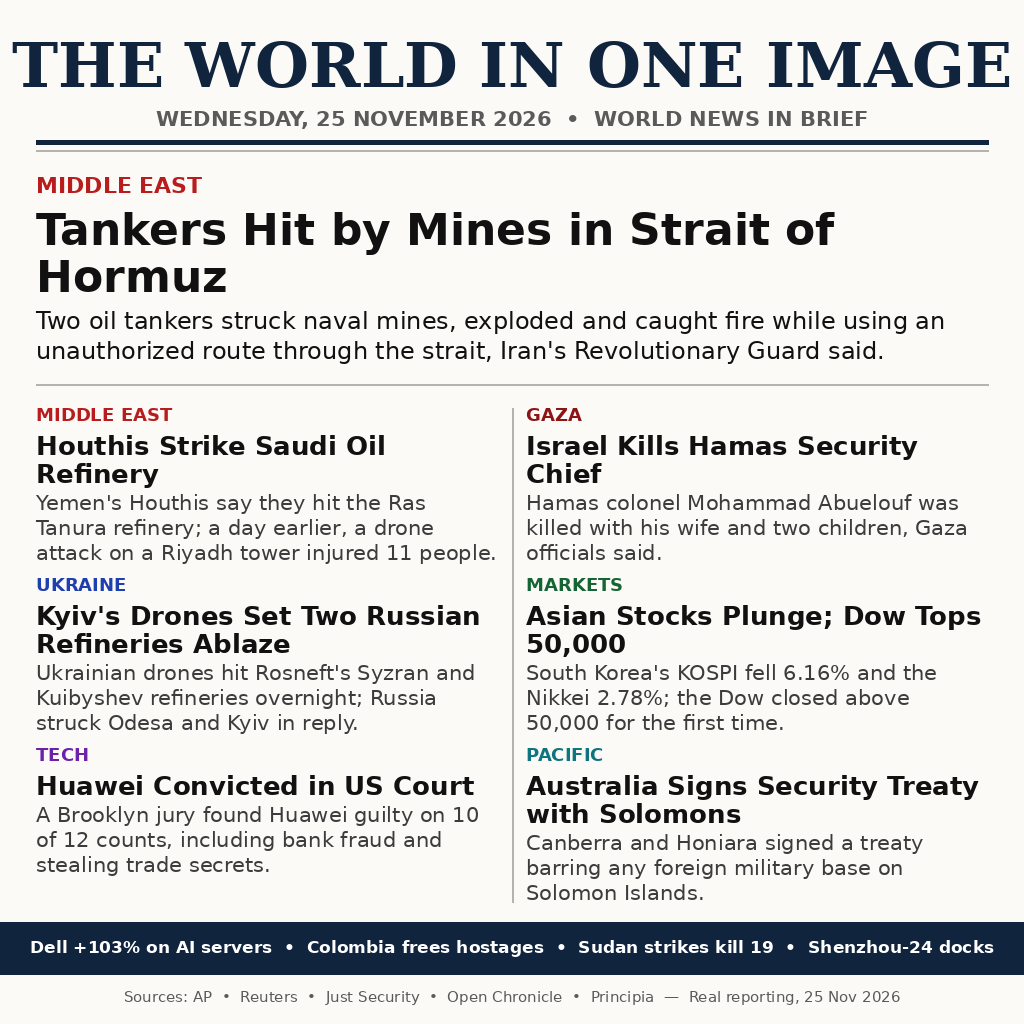 THE WORLD IN ONE IMAGE
WEDNESDAY, 25 NOVEMBER 2026 • WORLD NEWS IN BRIEF
MIDDLE EAST
Tankers Hit by Mines in Strait of
Hormuz
Two oil tankers struck naval mines, exploded and caught fire while using an
unauthorized route through the strait, Iran's Revolutionary Guard said.
MIDDLE EAST
Houthis Strike Saudi Oil
Refinery
Yemen's Houthis say they hit the Ras
Tanura refinery; a day earlier, a drone
attack on a Riyadh tower injured 11 people.
UKRAINE
Kyiv's Drones Set Two Russian
Refineries Ablaze
Ukrainian drones hit Rosneft's Syzran and
Kuibyshev refineries overnight; Russia
struck Odesa and Kyiv in reply.
TECH
Huawei Convicted in US Court
A Brooklyn jury found Huawei guilty on 10
of 12 counts, including bank fraud and
stealing trade secrets.
GAZA
Israel Kills Hamas Security
Chief
Hamas colonel Mohammad Abuelouf was
killed with his wife and two children, Gaza
officials said.
MARKETS
Asian Stocks Plunge; Dow Tops
50,000
South Korea's KOSPI fell 6.16% and the
Nikkei 2.78%; the Dow closed above
50,000 for the first time.
PACIFIC
Australia Signs Security Treaty
with Solomons
Canberra and Honiara signed a treaty
barring any foreign military base on
Solomon Islands.
Dell +103% on AI servers • Colombia frees hostages • Sudan strikes kill 19 • Shenzhou-24 docks
Sources: AP • Reuters • Just Security • Open Chronicle • Principia — Real reporting, 25 Nov 2026